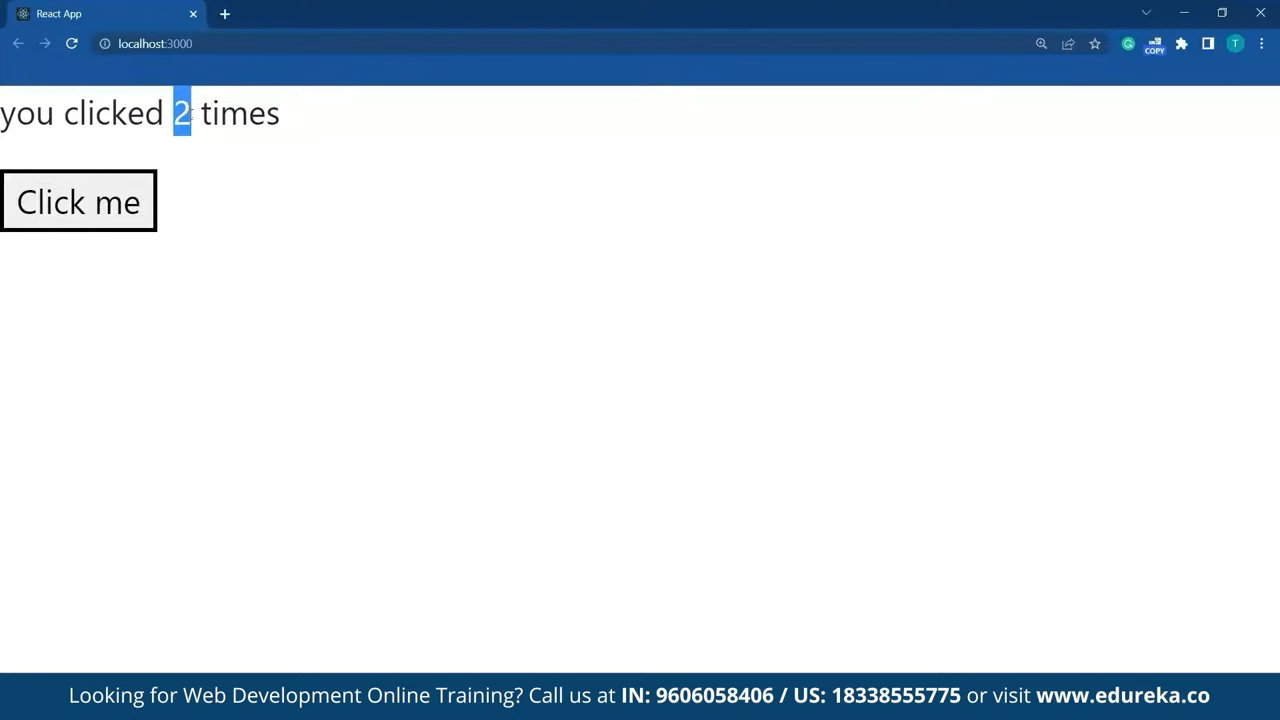 React App
localhost:3000
COPY
T
you clicked 2 times
Click me
Looking for Web Development Online Training? Call us at IN: 9606058406 / US: 18338555775 or visit www.edureka.co